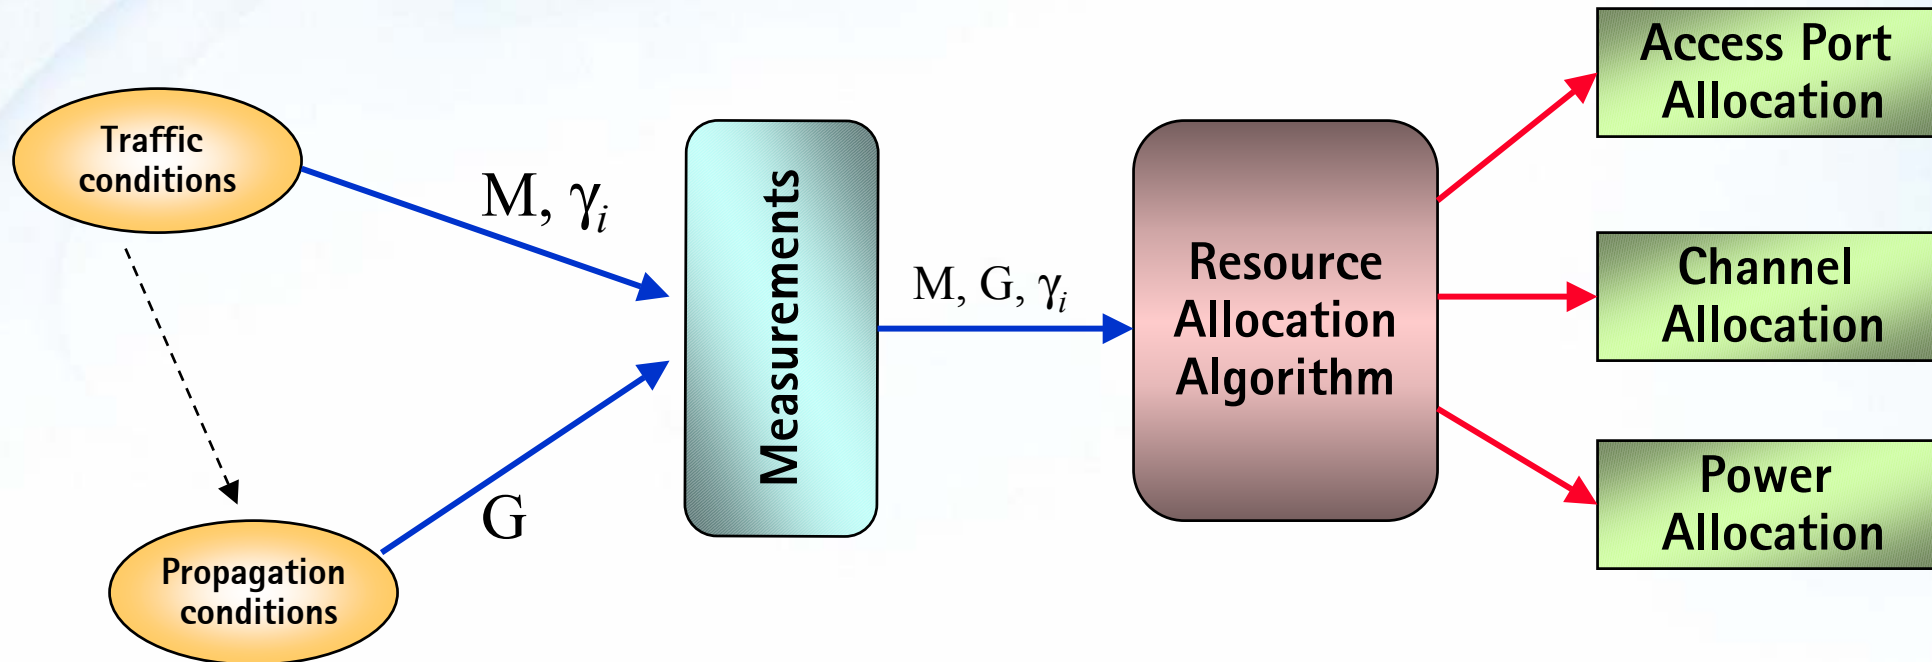 Traffic
conditions
M, γᵢ
Propagation
conditions
G
Measurements
M, G, γᵢ
Resource
Allocation
Algorithm
Access Port
Allocation
Channel
Allocation
Power
Allocation